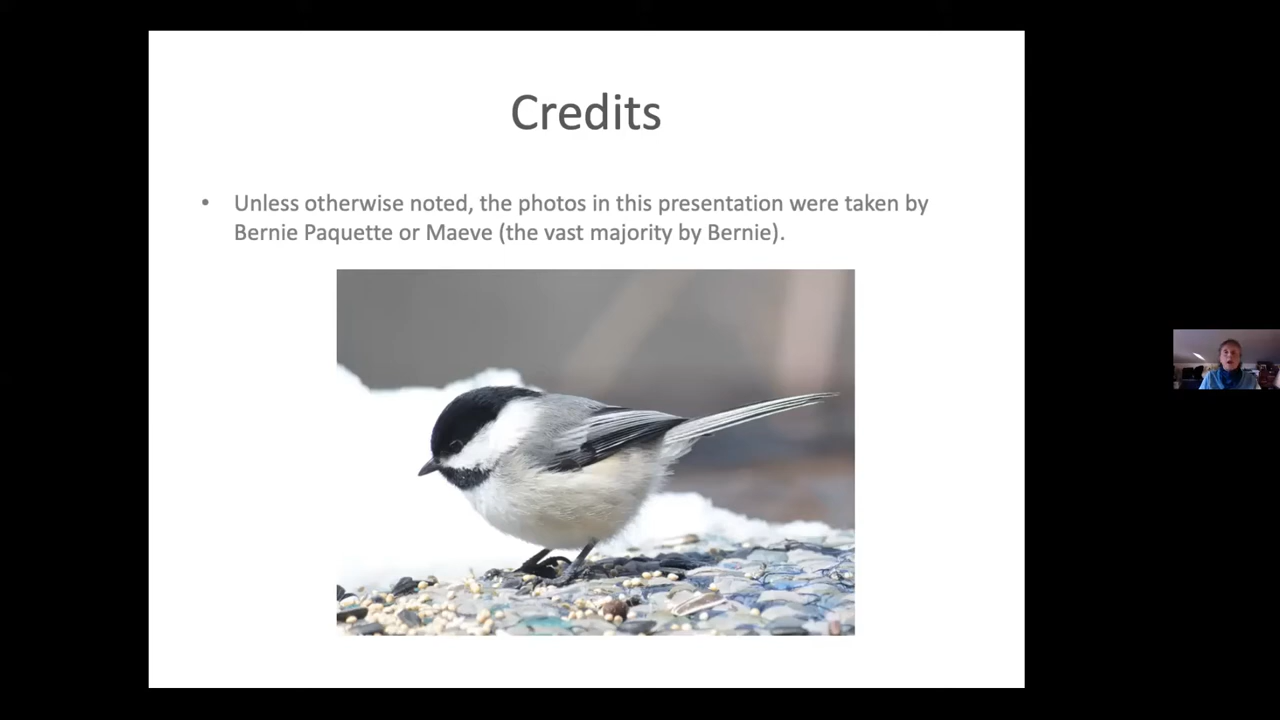 Credits
• Unless otherwise noted, the photos in this presentation were taken by
Bernie Paquette or Maeve (the vast majority by Bernie).